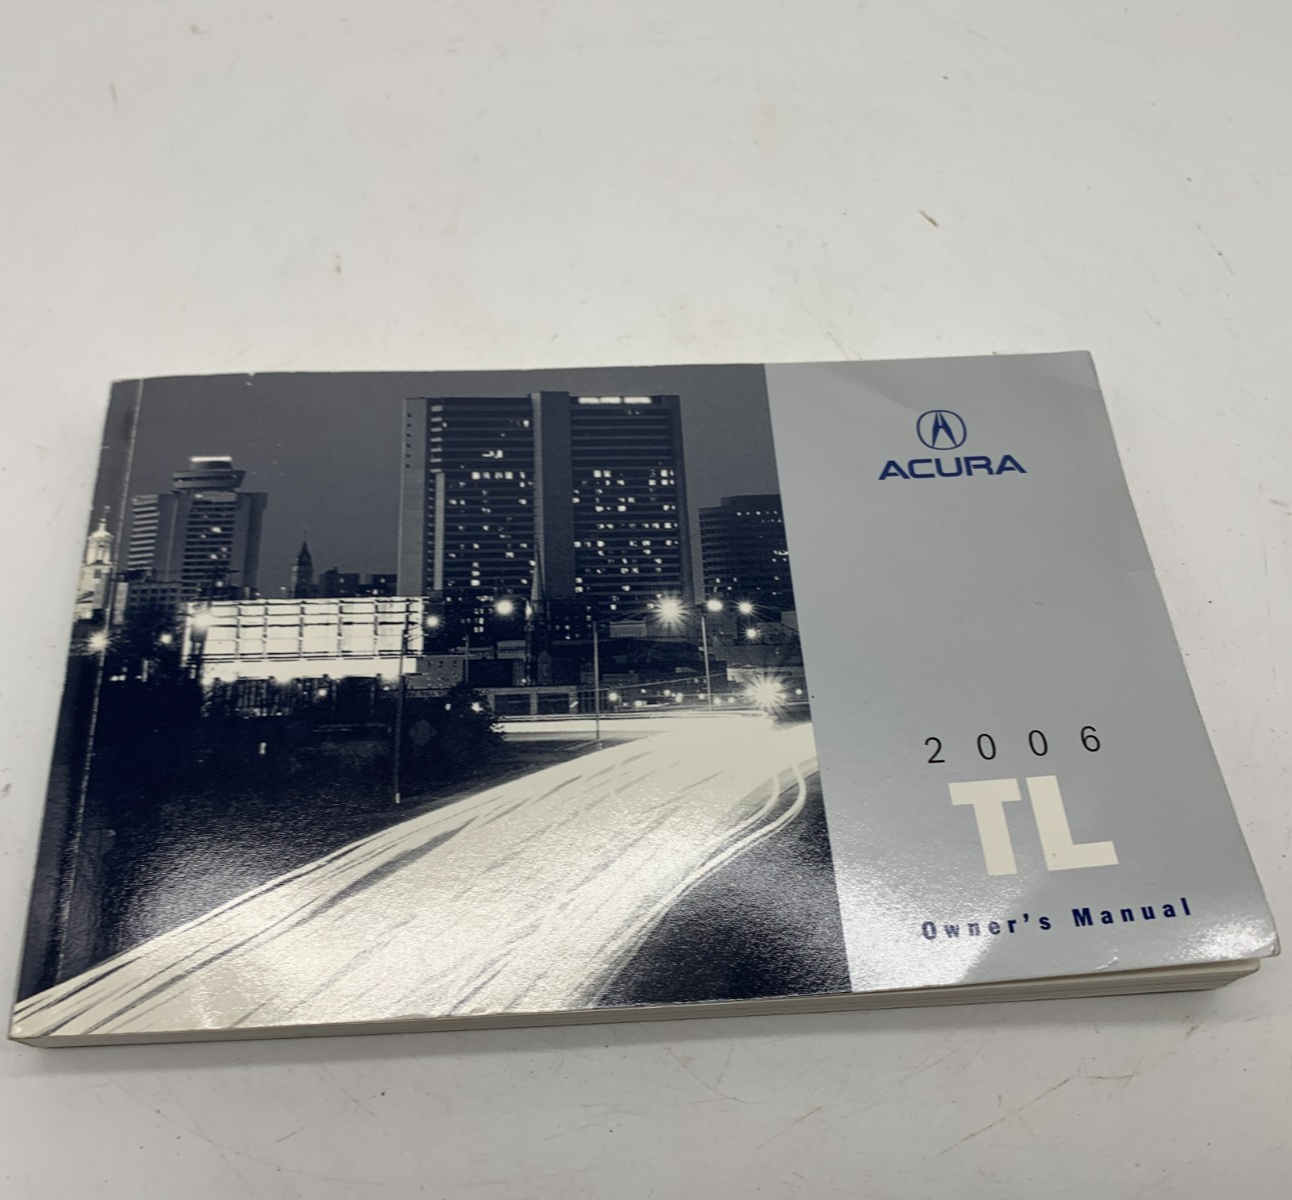 ACURA
2006
TL
Owner's Manual